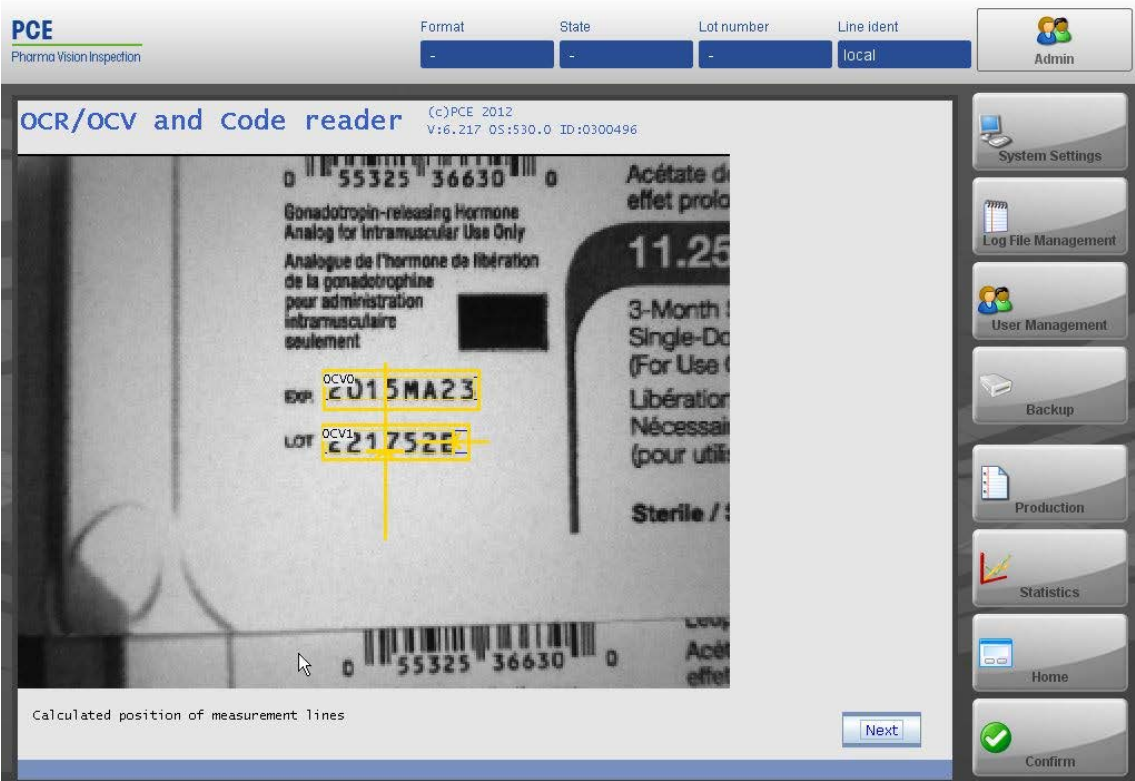 PCE
Pharma Vision Inspection
Format
State
Lot number
Line ident
-
-
-
local
Admin
OCR/OCV and Code reader
(c)PCE 2012
V:6.217 OS:530.0 ID:0300496
0 55325 36630 0
Gonadotropin-releasing Hormone
Analog for Intramuscular Use Only
Analogue de l'hormone de libération
de la gonadotrophine
pour administration
intramusculaire
seulement
EXP.
OCV0
2015MA23
LOT
OCV1
221752E
Acétate d
effet prolo
11.25
3-Month
Single-Do
(For Use
Libération
Nécessai
(pour utilis
Sterile /
0 55325 36630 0
Acét
effet
Calculated position of measurement lines
Next
System Settings
Log File Management
User Management
Backup
Production
Statistics
Home
Confirm